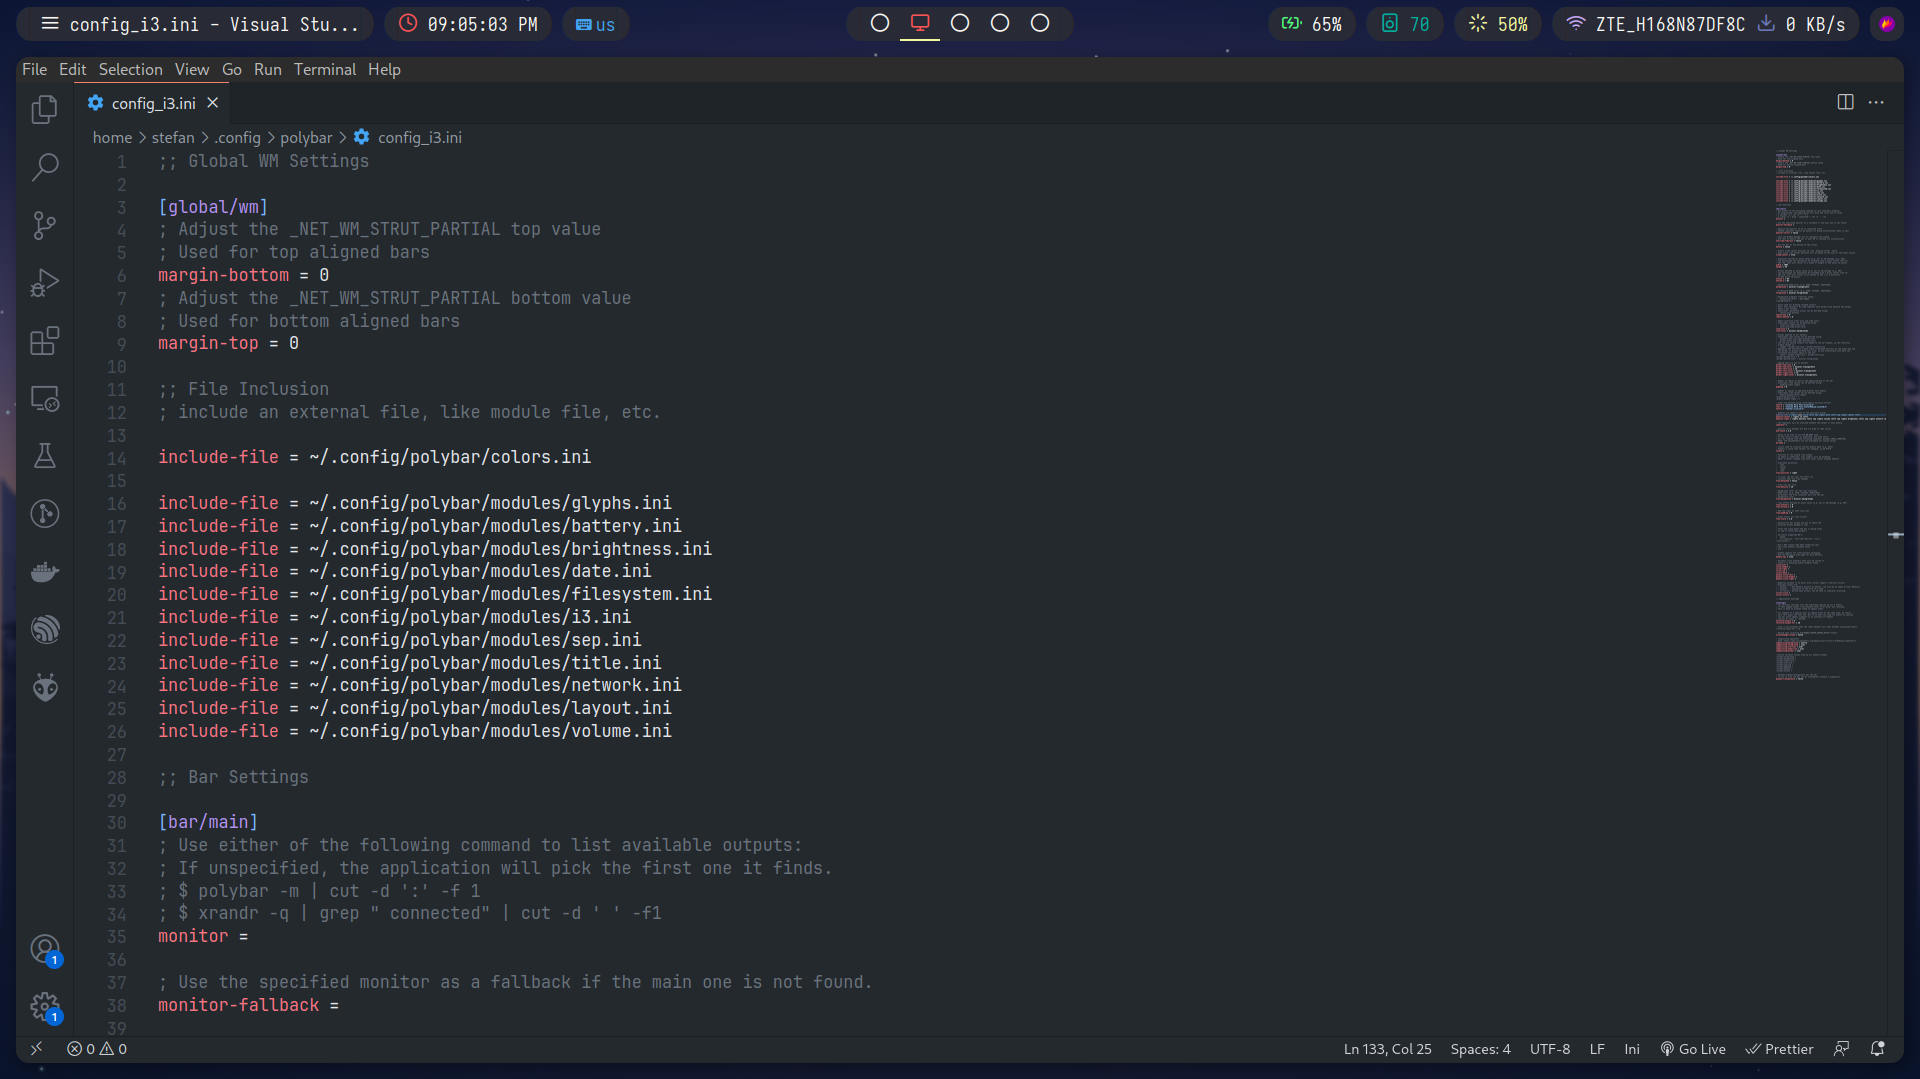 config_i3.ini - Visual Stu...
09:05:03 PM
us
65%
70
50%
ZTE_H168N87DF8C 0 KB/s
File Edit Selection View Go Run Terminal Help
config_i3.ini
home > stefan > .config > polybar > config_i3.ini
1 ;; Global WM Settings
2
3 [global/wm]
4 ; Adjust the _NET_WM_STRUT_PARTIAL top value
5 ; Used for top aligned bars
6 margin-bottom = 0
7 ; Adjust the _NET_WM_STRUT_PARTIAL bottom value
8 ; Used for bottom aligned bars
9 margin-top = 0
10
11 ;; File Inclusion
12 ; include an external file, like module file, etc.
13
14 include-file = ~/.config/polybar/colors.ini
15
16 include-file = ~/.config/polybar/modules/glyphs.ini
17 include-file = ~/.config/polybar/modules/battery.ini
18 include-file = ~/.config/polybar/modules/brightness.ini
19 include-file = ~/.config/polybar/modules/date.ini
20 include-file = ~/.config/polybar/modules/filesystem.ini
21 include-file = ~/.config/polybar/modules/i3.ini
22 include-file = ~/.config/polybar/modules/sep.ini
23 include-file = ~/.config/polybar/modules/title.ini
24 include-file = ~/.config/polybar/modules/network.ini
25 include-file = ~/.config/polybar/modules/layout.ini
26 include-file = ~/.config/polybar/modules/volume.ini
27
28 ;; Bar Settings
29
30 [bar/main]
31 ; Use either of the following command to list available outputs:
32 ; If unspecified, the application will pick the first one it finds.
33 ; $ polybar -m | cut -d ':' -f 1
34 ; $ xrandr -q | grep " connected" | cut -d ' ' -f1
35 monitor =
36
37 ; Use the specified monitor as a fallback if the main one is not found.
38 monitor-fallback =
39
1
1
0 0
Ln 133, Col 25 Spaces: 4 UTF-8 LF Ini Go Live Prettier